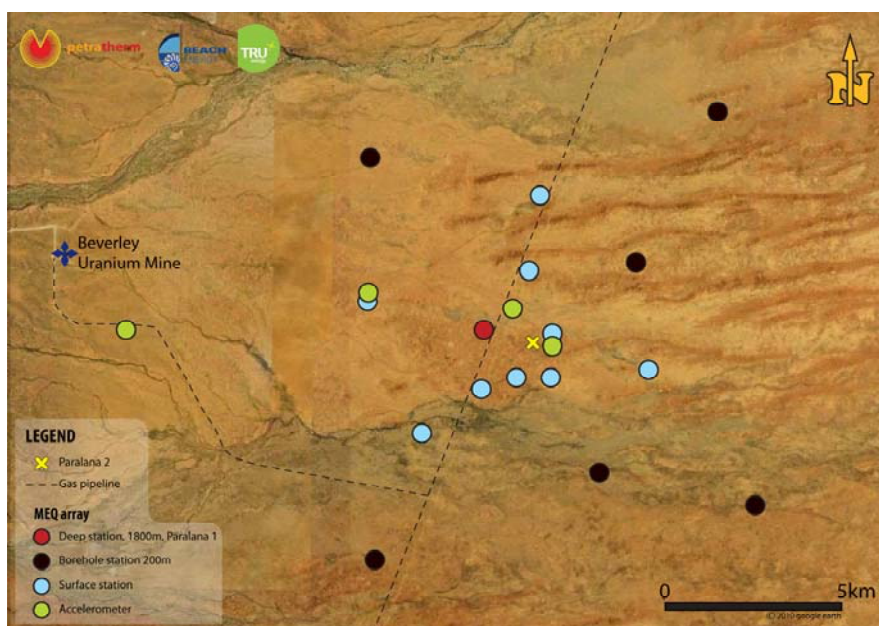 petratherm
BEACH
TRU
N
Beverley
Uranium Mine
LEGEND
Paralana 2
Gas pipeline
MEQ array
Deep station, 1800m, Paralana 1
Borehole station 200m
Surface station
Accelerometer
0 5km
(C) 2010 google earth